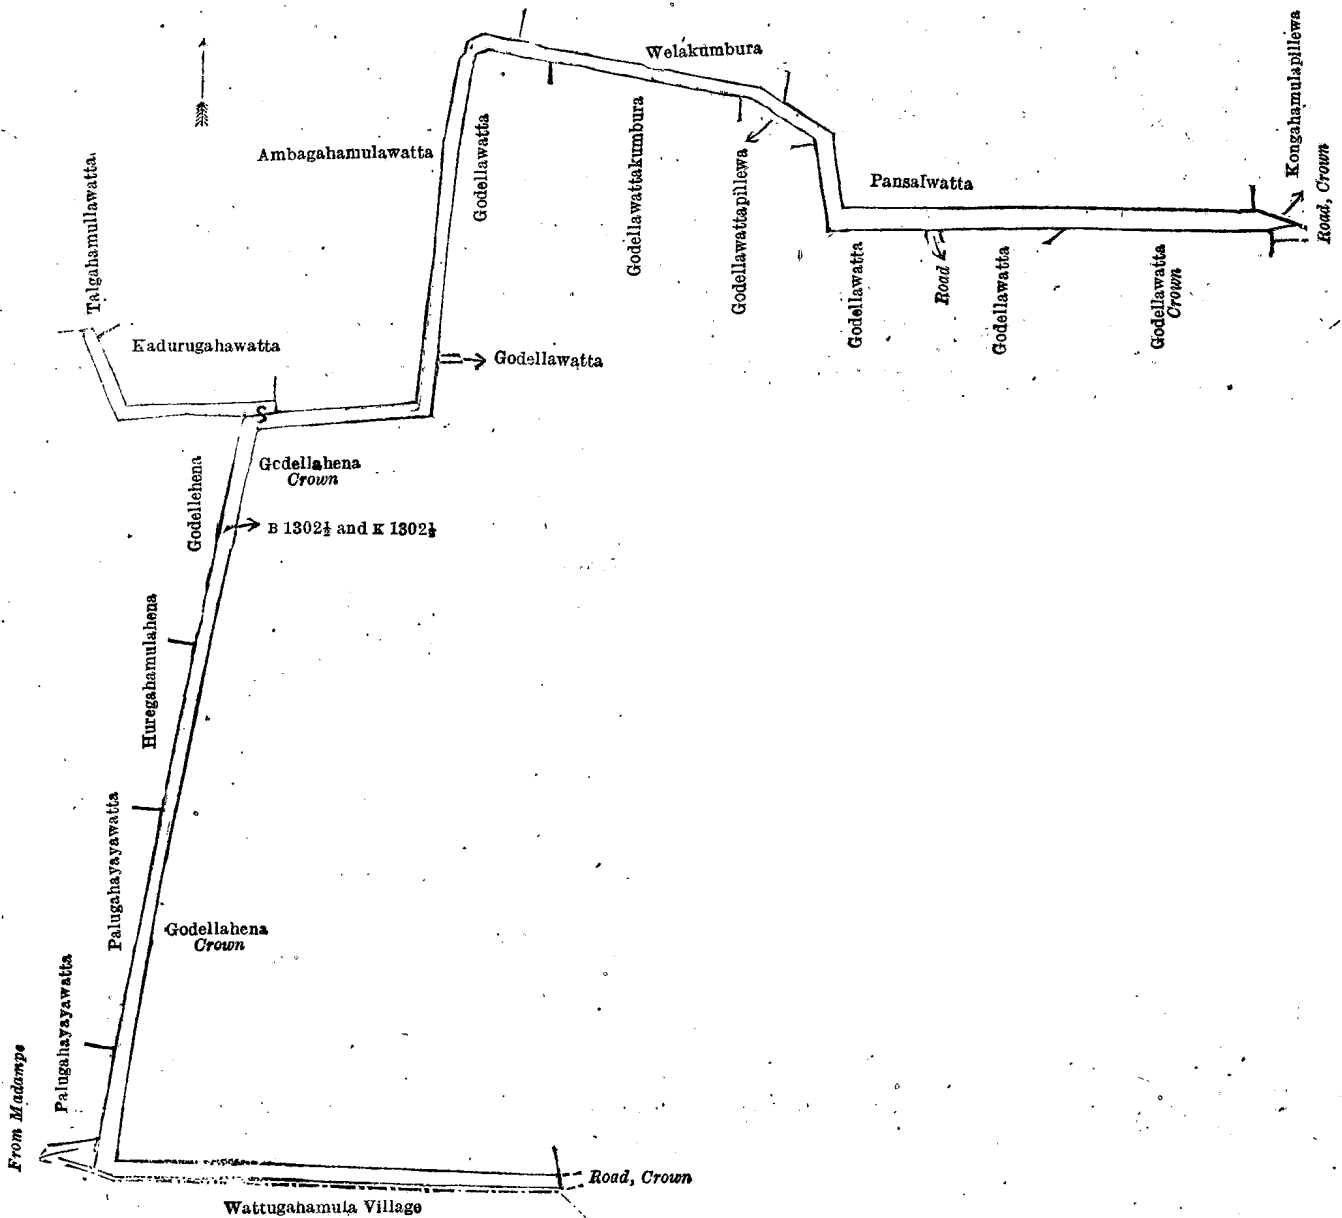 Welakumbura
Kongahamulapillewa
Road, Crown
Ambagahamulawatta
Godellawatta
Godellawattakumbura
Godellawattapillewa
Pansalwatta
Talgahamullawatta
Godellawatta
Road
Godellawatta
Godellawatta
Crown
Kadurugahawatta
Godellawatta
S
Godellehena
Godellahena
Crown
B 1302½ and K 1302½
Huregahamulahena
Palugahayayawatta
Godellahena
Crown
Palugahayayawatta
From Madampe
Road, Crown
Wattugahamula Village